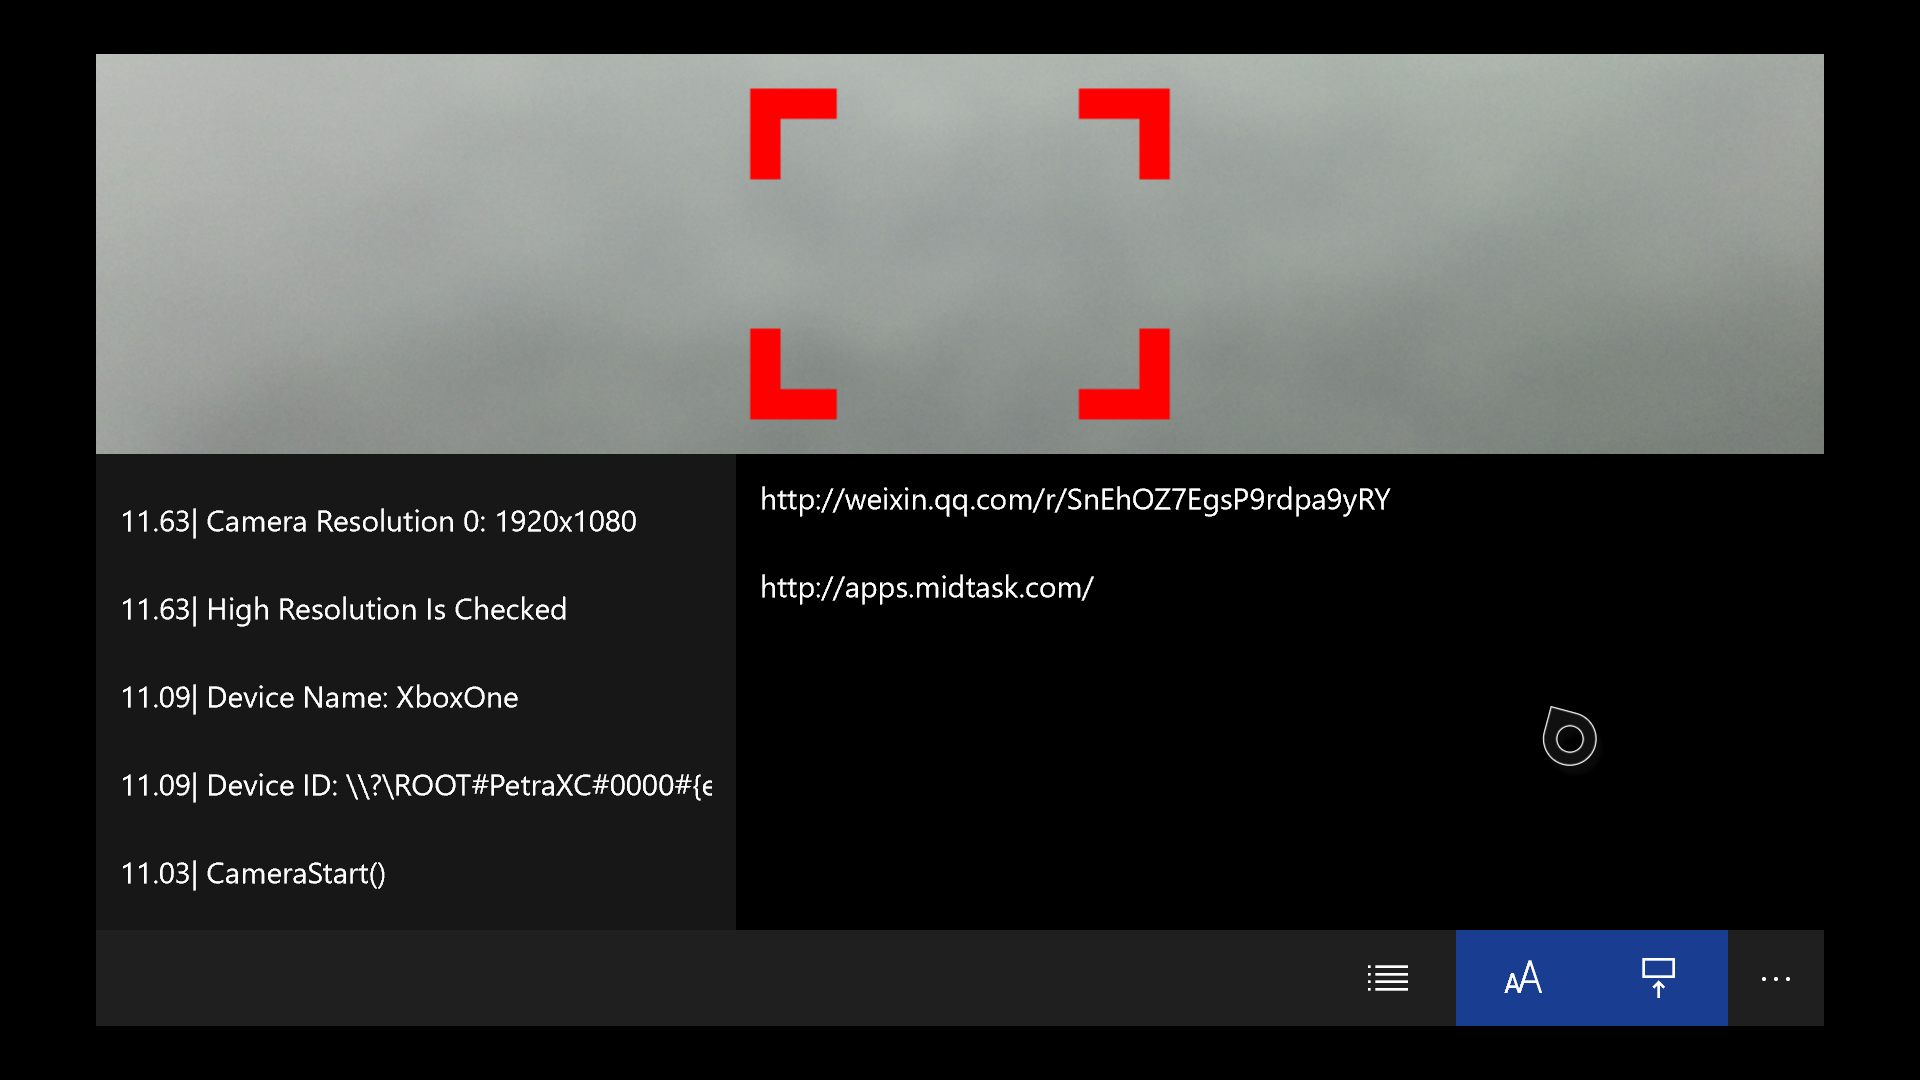 11.63| Camera Resolution 0: 1920x1080
11.63| High Resolution Is Checked
11.09| Device Name: XboxOne
11.09| Device ID: \\?\ROOT#PetraXC#0000#{e
11.03| CameraStart()
http://weixin.qq.com/r/SnEhOZ7EgsP9rdpa9yRY
http://apps.midtask.com/
AA